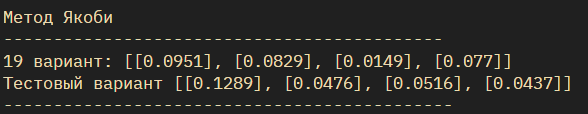 Метод Якоби
--------------------------------------------
19 вариант: [[0.0951], [0.0829], [0.0149], [0.077]]
Тестовый вариант [[0.1289], [0.0476], [0.0516], [0.0437]]
---------------------------------------------